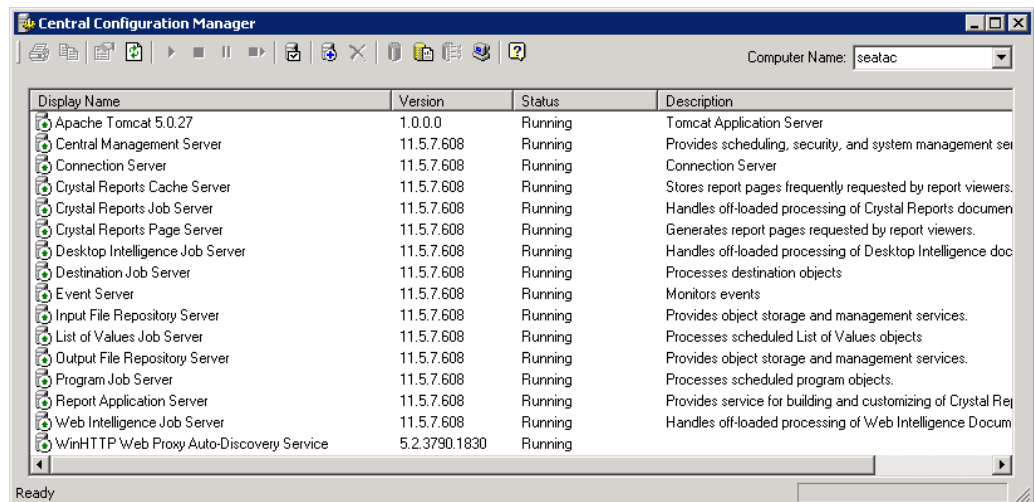 Central Configuration Manager
Computer Name: seatac
Display Name Version Status Description
Apache Tomcat 5.0.27 1.0.0.0 Running Tomcat Application Server
Central Management Server 11.5.7.608 Running Provides scheduling, security, and system management ser
Connection Server 11.5.7.608 Running Connection Server
Crystal Reports Cache Server 11.5.7.608 Running Stores report pages frequently requested by report viewers.
Crystal Reports Job Server 11.5.7.608 Running Handles off-loaded processing of Crystal Reports documen
Crystal Reports Page Server 11.5.7.608 Running Generates report pages requested by report viewers.
Desktop Intelligence Job Server 11.5.7.608 Running Handles off-loaded processing of Desktop Intelligence doc
Destination Job Server 11.5.7.608 Running Processes destination objects
Event Server 11.5.7.608 Running Monitors events
Input File Repository Server 11.5.7.608 Running Provides object storage and management services.
List of Values Job Server 11.5.7.608 Running Processes scheduled List of Values objects
Output File Repository Server 11.5.7.608 Running Provides object storage and management services.
Program Job Server 11.5.7.608 Running Processes scheduled program objects.
Report Application Server 11.5.7.608 Running Provides service for building and customizing of Crystal Rep
Web Intelligence Job Server 11.5.7.608 Running Handles off-loaded processing of Web Intelligence Docum
WinHTTP Web Proxy Auto-Discovery Service 5.2.3790.1830 Running
Ready